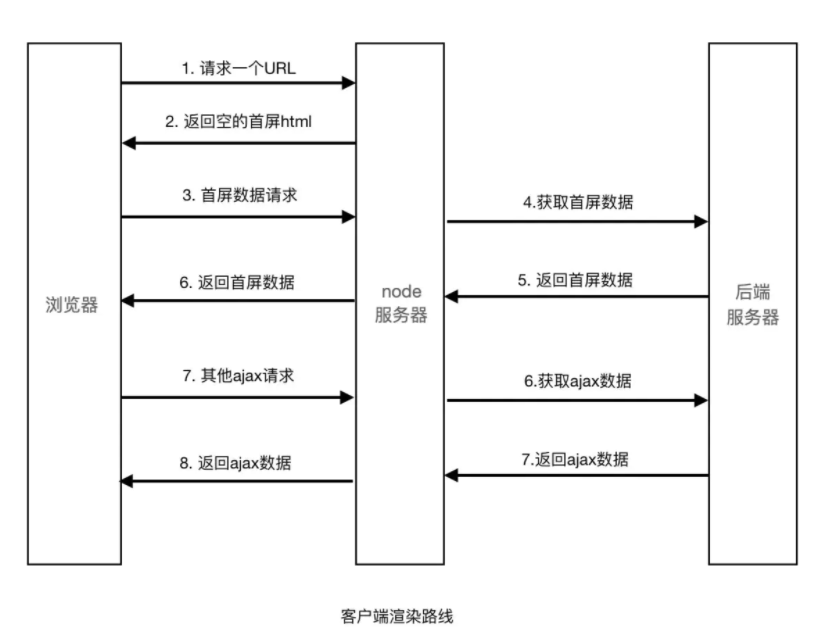 1. 请求一个URL
2. 返回空的首屏html
3. 首屏数据请求
4.获取首屏数据
5. 返回首屏数据
6. 返回首屏数据
浏览器
node
服务器
后端
服务器
7. 其他ajax请求
6.获取ajax数据
7.返回ajax数据
8. 返回ajax数据
客户端渲染路线